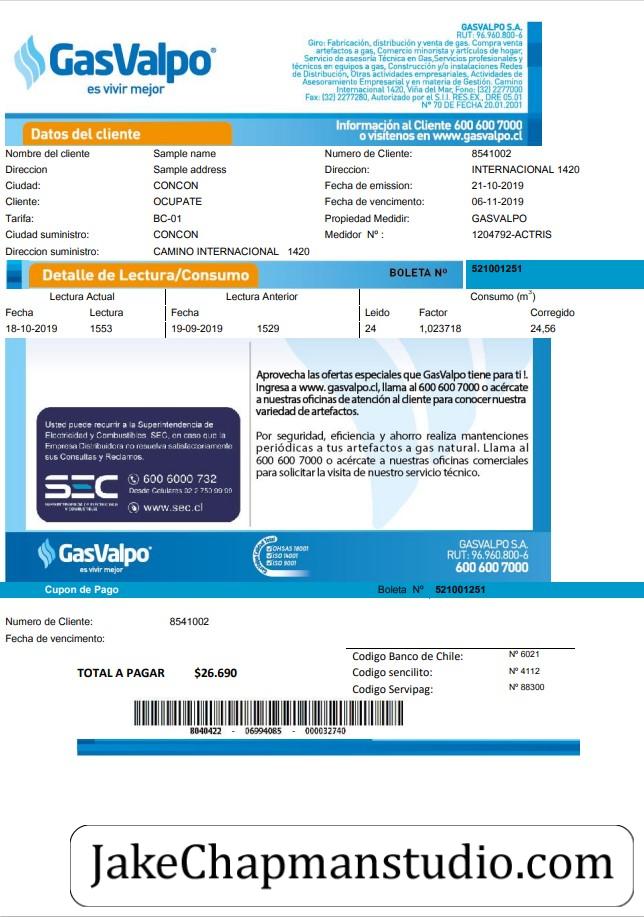 GasValpo
es vivir mejor
GASVALPO S.A.
RUT: 96.960.800-6
Giro: Fabricación, distribución y venta de gas. Compra venta
artefactos a gas, Comercio minorista y artículos de hogar,
Servicio de asesoría Técnica en Gas,Servicios profesionales y
técnicos en equipos a gas, Construcción y/o instalaciones Redes
de Distribución, Otras actividades empresariales, Actividades de
Asesoramiento Empresarial y en materia de Gestión. Camino
Internacional 1420, Viña del Mar, Fono: (32) 2277000
Fax: (32) 2277280, Autorizado por el S.I.I. RES.EX., DRE 05.01
N° 70 DE FECHA 20.01.2001
Datos del cliente
Información al Cliente 600 600 7000
o visítenos en www.gasvalpo.cl
Nombre del cliente Sample name Numero de Cliente: 8541002
Direccion Sample address Direccion: INTERNACIONAL 1420
Ciudad: CONCON Fecha de emission: 21-10-2019
Cliente: OCUPATE Fecha de vencimento: 06-11-2019
Tarifa: BC-01 Propiedad Medidir: GASVALPO
Ciudad suministro: CONCON Medidor Nº : 1204792-ACTRIS
Direccion suministro: CAMINO INTERNACIONAL 1420
Detalle de Lectura/Consumo BOLETA Nº 521001251
Lectura Actual Lectura Anterior Consumo (m3)
Fecha Lectura Fecha Leido Factor Corregido
18-10-2019 1553 19-09-2019 1529 24 1,023718 24,56
Aprovecha las ofertas especiales que GasValpo tiene para ti !.
Ingresa a www. gasvalpo.cl, llama al 600 600 7000 o acércate
a nuestras oficinas de atención al cliente para conocer nuestra
variedad de artefactos.
Por seguridad, eficiencia y ahorro realiza mantenciones
periódicas a tus artefactos a gas natural. Llama al
600 600 7000 o acércate a nuestras oficinas comerciales
para solicitar la visita de nuestro servicio técnico.
Usted puede recurrir a la Superintendencia de
Electricidad y Combustibles. SEC, en caso que la
Empresa Distribuidora no resuelva satisfactoriamente
sus Consultas y Reclamos.
SEC
SUPERINTENDENCIA DE ELECTRICIDAD
Y COMBUSTIBLES
600 6000 732
Desde Celulares 02 2 750 99 99
www.sec.cl
GasValpo
es vivir mejor
OHSAS 18001
ISO 14001
ISO 9001
GASVALPO S.A.
RUT: 96.960.800-6
600 600 7000
Cupon de Pago Boleta Nº 521001251
Numero de Cliente: 8541002
Fecha de vencimento:
TOTAL A PAGAR $26.690
Codigo Banco de Chile: Nº 6021
Codigo sencilito: Nº 4112
Codigo Servipag: Nº 88300
8040422 - 06994085 - 000032740
JakeChapmanstudio.com